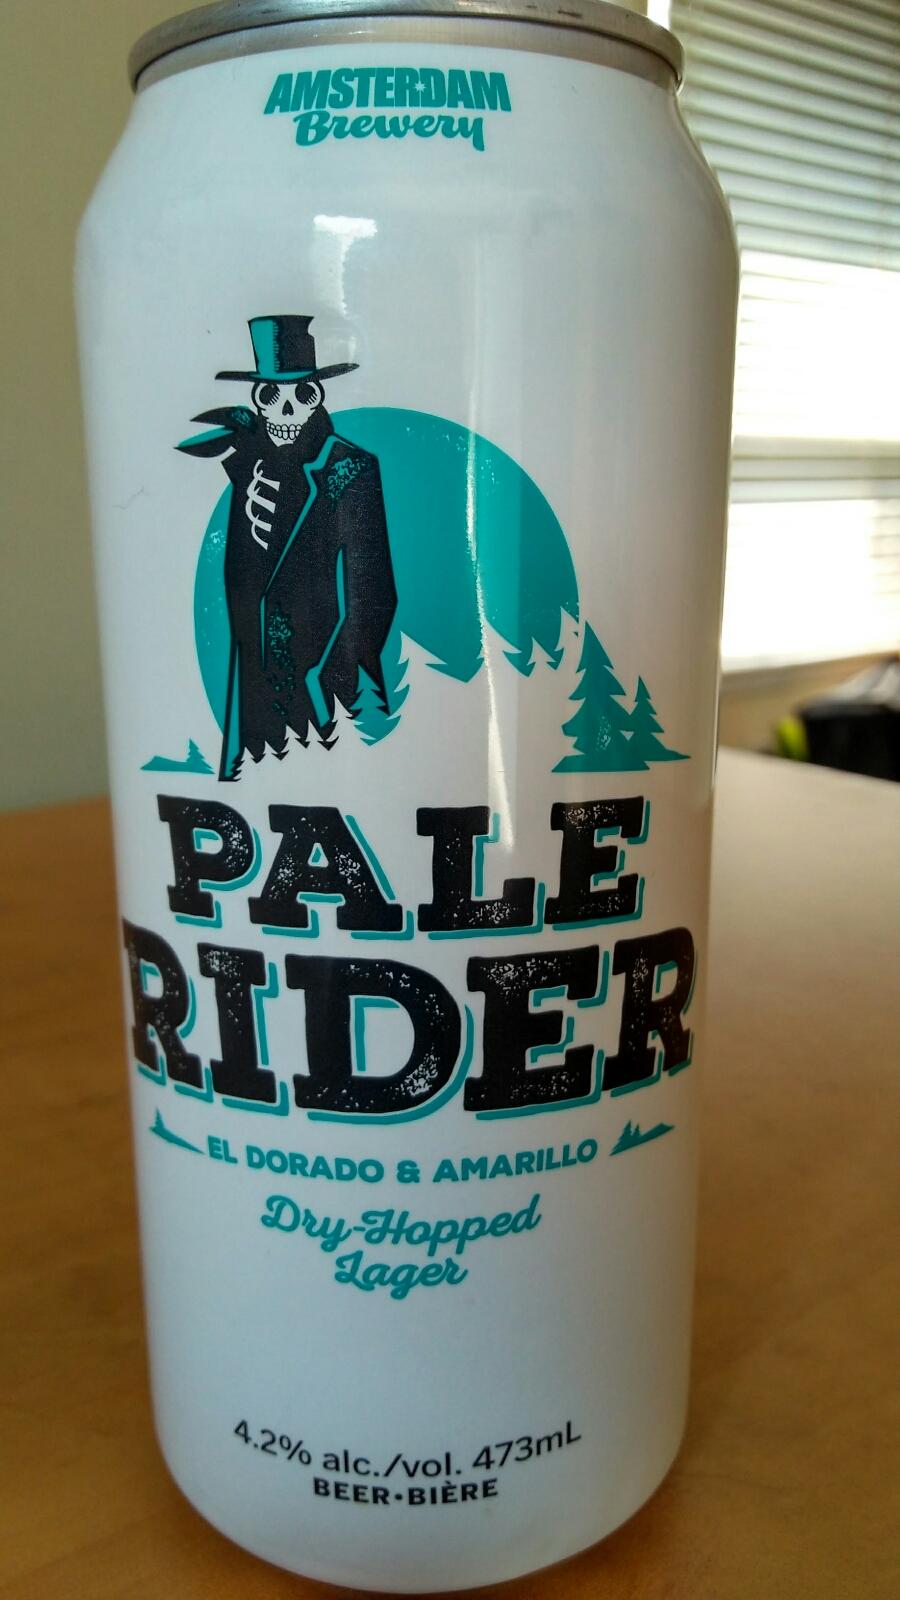 AMSTERDAM
Brewery
PALE
RIDER
EL DORADO & AMARILLO
Dry-Hopped
Lager
4.2% alc./vol. 473mL
BEER•BIÈRE